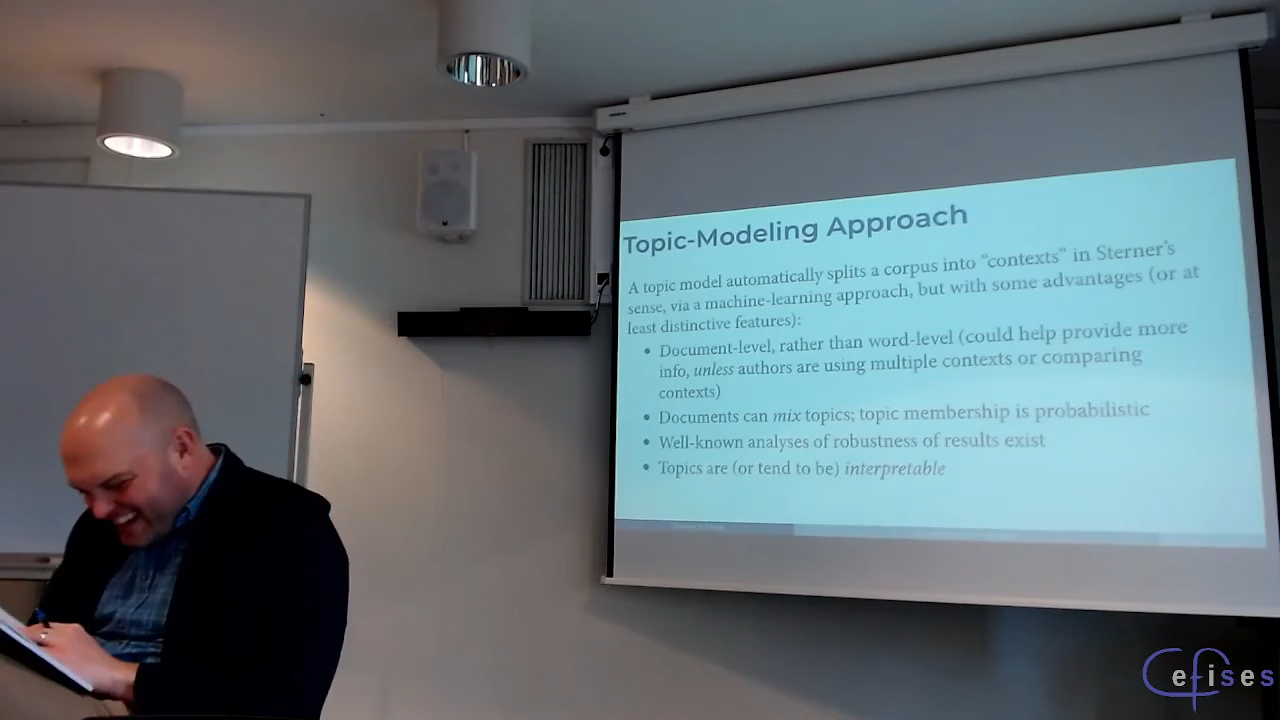 Topic-Modeling Approach
A topic model automatically splits a corpus into "contexts" in Sterner's
sense, via a machine-learning approach, but with some advantages (or at
least distinctive features):
• Document-level, rather than word-level (could help provide more
info, unless authors are using multiple contexts or comparing
contexts)
• Documents can mix topics; topic membership is probabilistic
• Well-known analyses of robustness of results exist
• Topics are (or tend to be) interpretable
Cefises